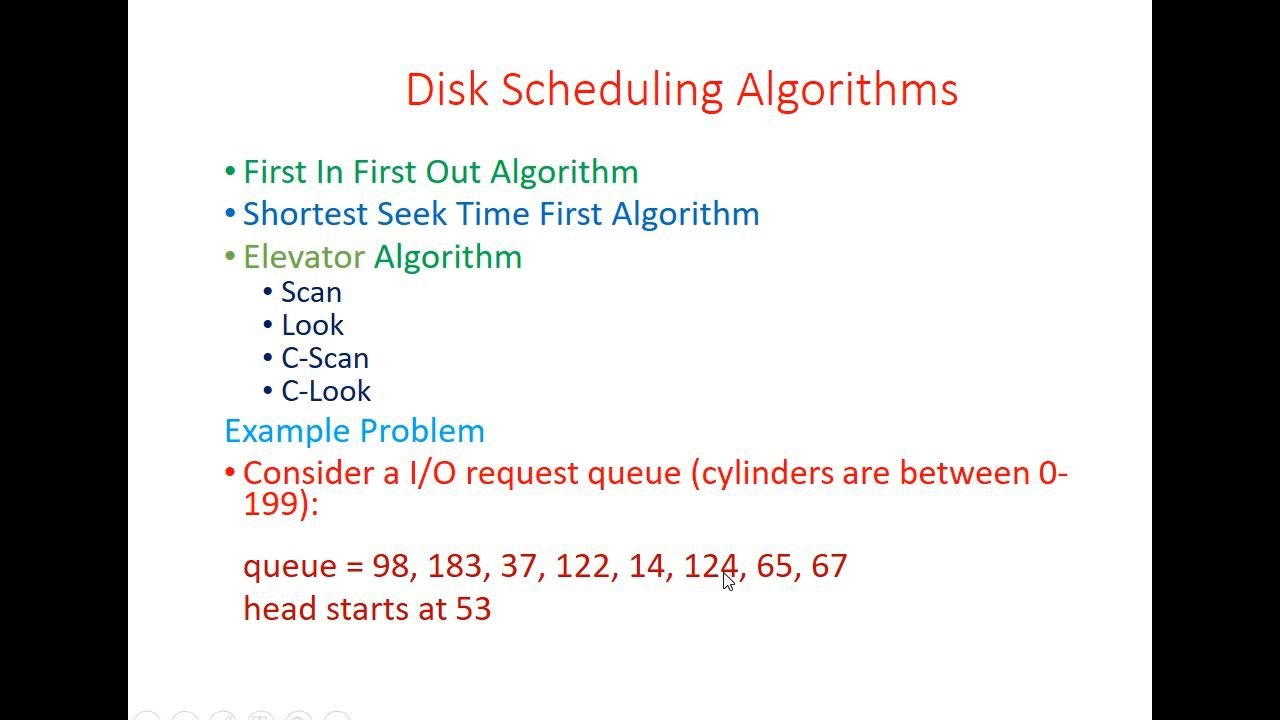 Disk Scheduling Algorithms
• First In First Out Algorithm
• Shortest Seek Time First Algorithm
• Elevator Algorithm
• Scan
• Look
• C-Scan
• C-Look
Example Problem
• Consider a I/O request queue (cylinders are between 0-
199):
queue = 98, 183, 37, 122, 14, 124, 65, 67
head starts at 53